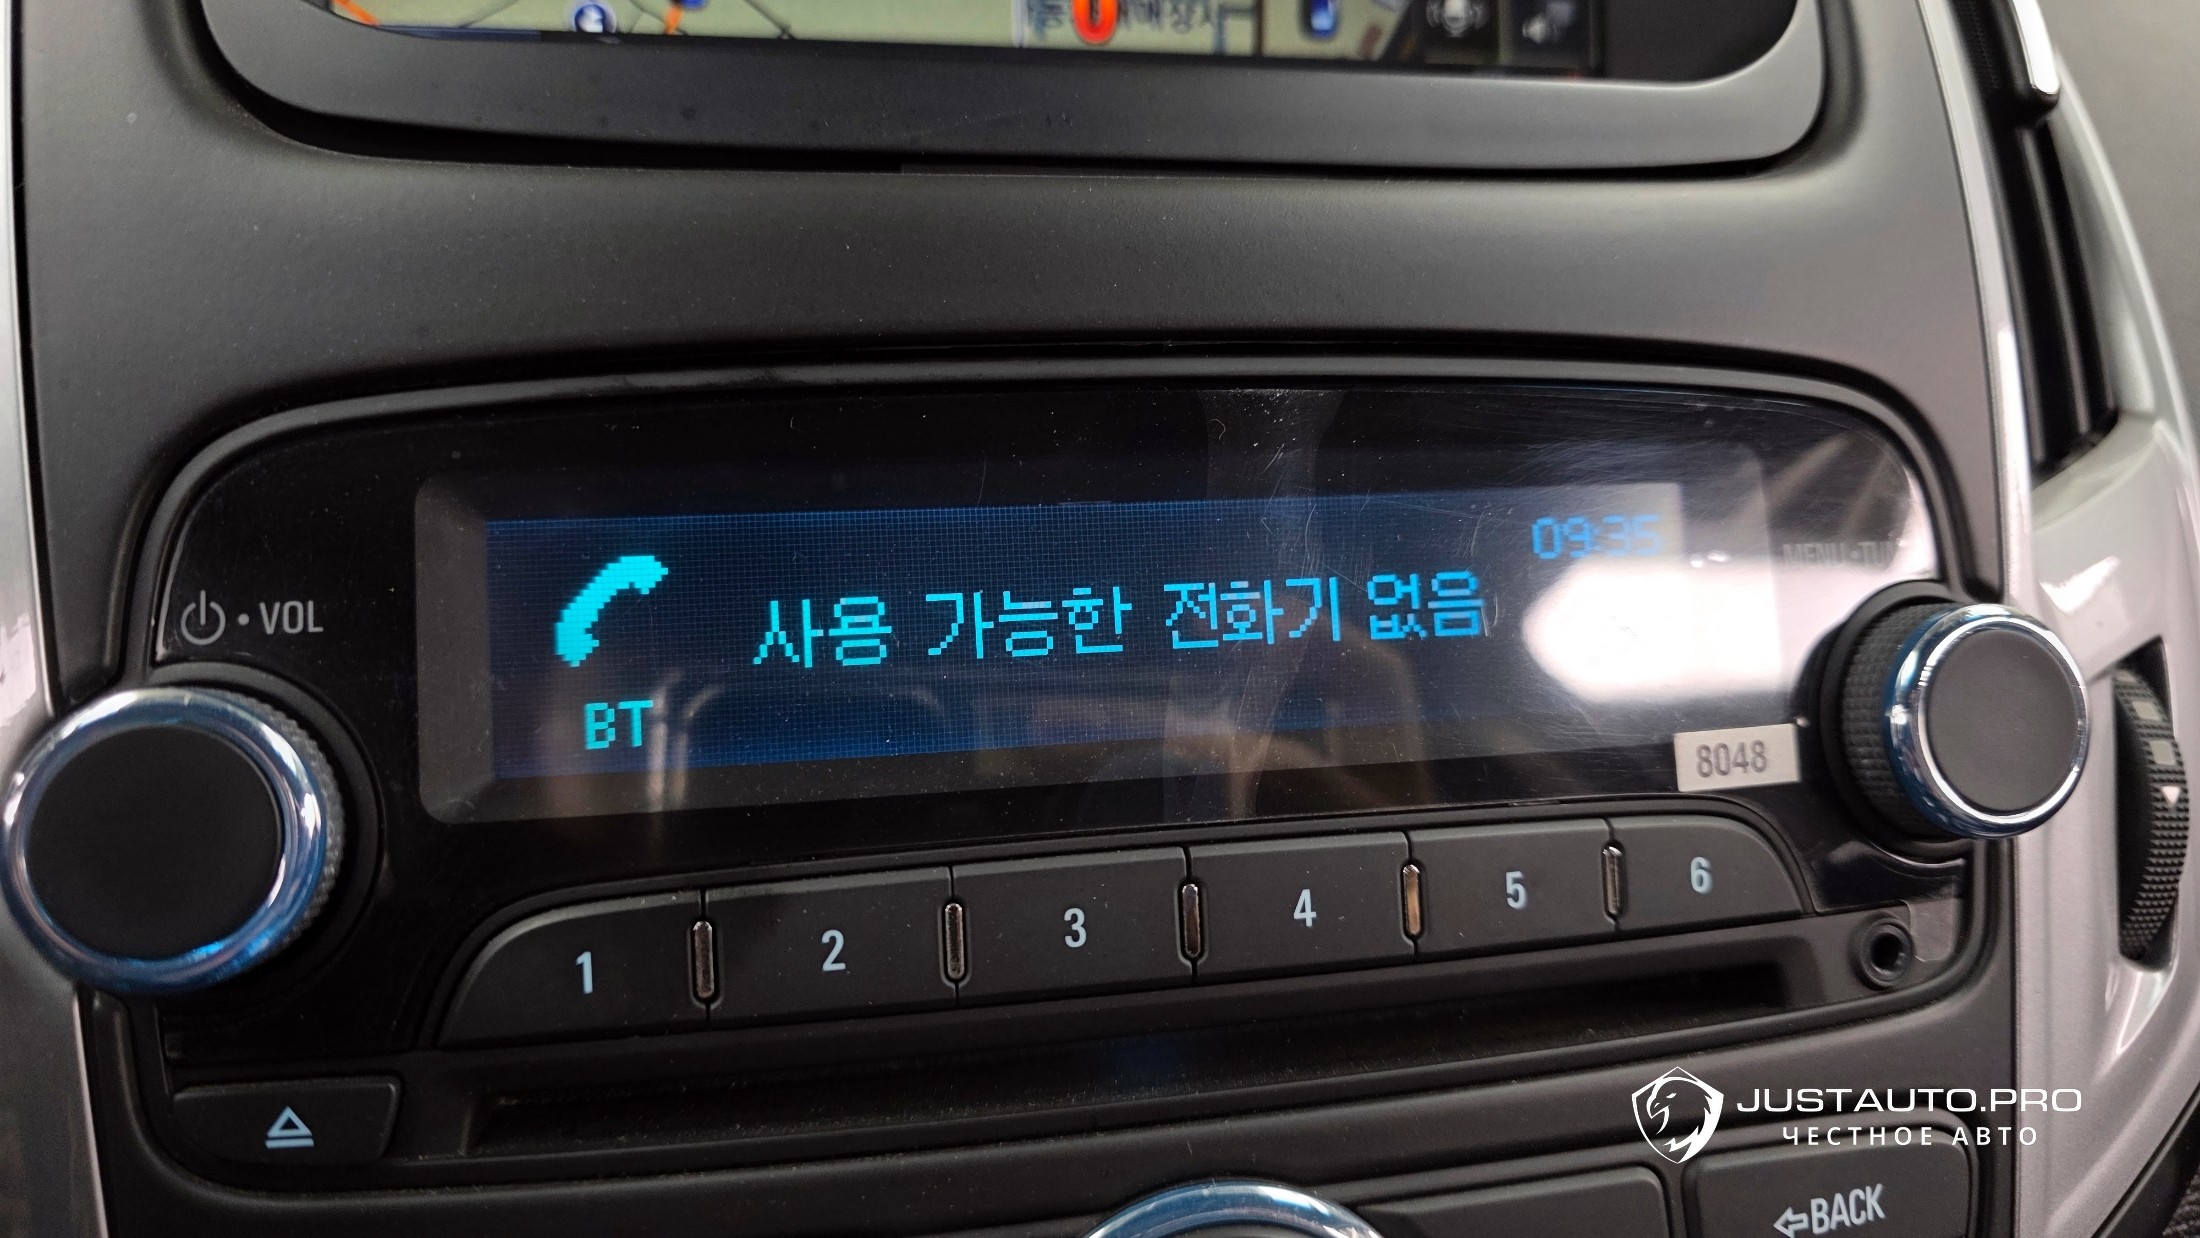 09:35
사용 가능한 전화기 없음
BT
VOL
8048
1
2
3
4
5
6
JUSTAUTO.PRO
ЧЕСТНОЕ АВТО
BACK